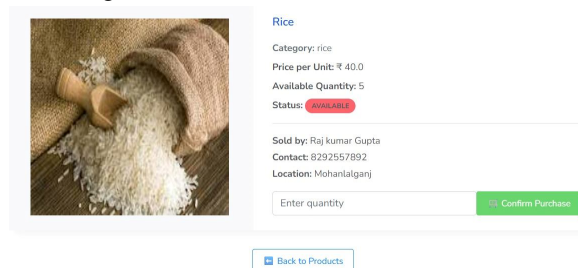 Rice
Category: rice
Price per Unit: ₹ 40.0
Available Quantity: 5
Status: AVAILABLE
Sold by: Raj kumar Gupta
Contact: 8292557892
Location: Mohanlalganj
Enter quantity
Confirm Purchase
Back to Products